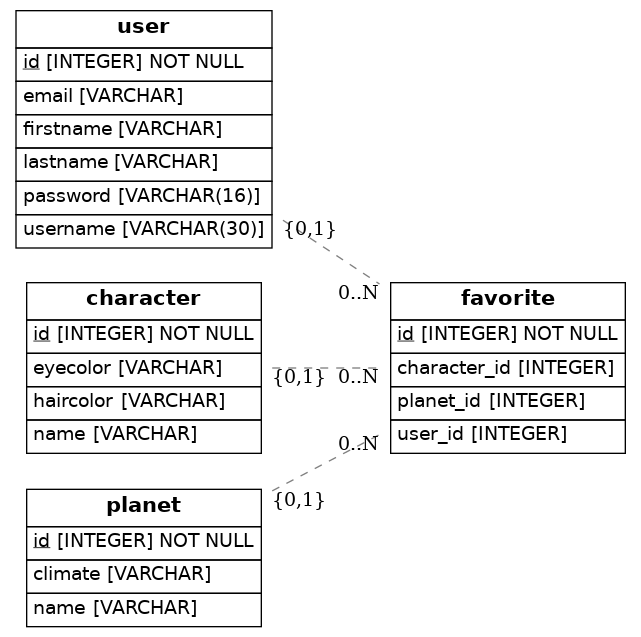 user
id [INTEGER] NOT NULL
email [VARCHAR]
firstname [VARCHAR]
lastname [VARCHAR]
password [VARCHAR(16)]
username [VARCHAR(30)]
{0,1}
0..N
character
id [INTEGER] NOT NULL
eyecolor [VARCHAR]
haircolor [VARCHAR]
name [VARCHAR]
{0,1}
0..N
favorite
id [INTEGER] NOT NULL
character_id [INTEGER]
planet_id [INTEGER]
user_id [INTEGER]
0..N
{0,1}
planet
id [INTEGER] NOT NULL
climate [VARCHAR]
name [VARCHAR]